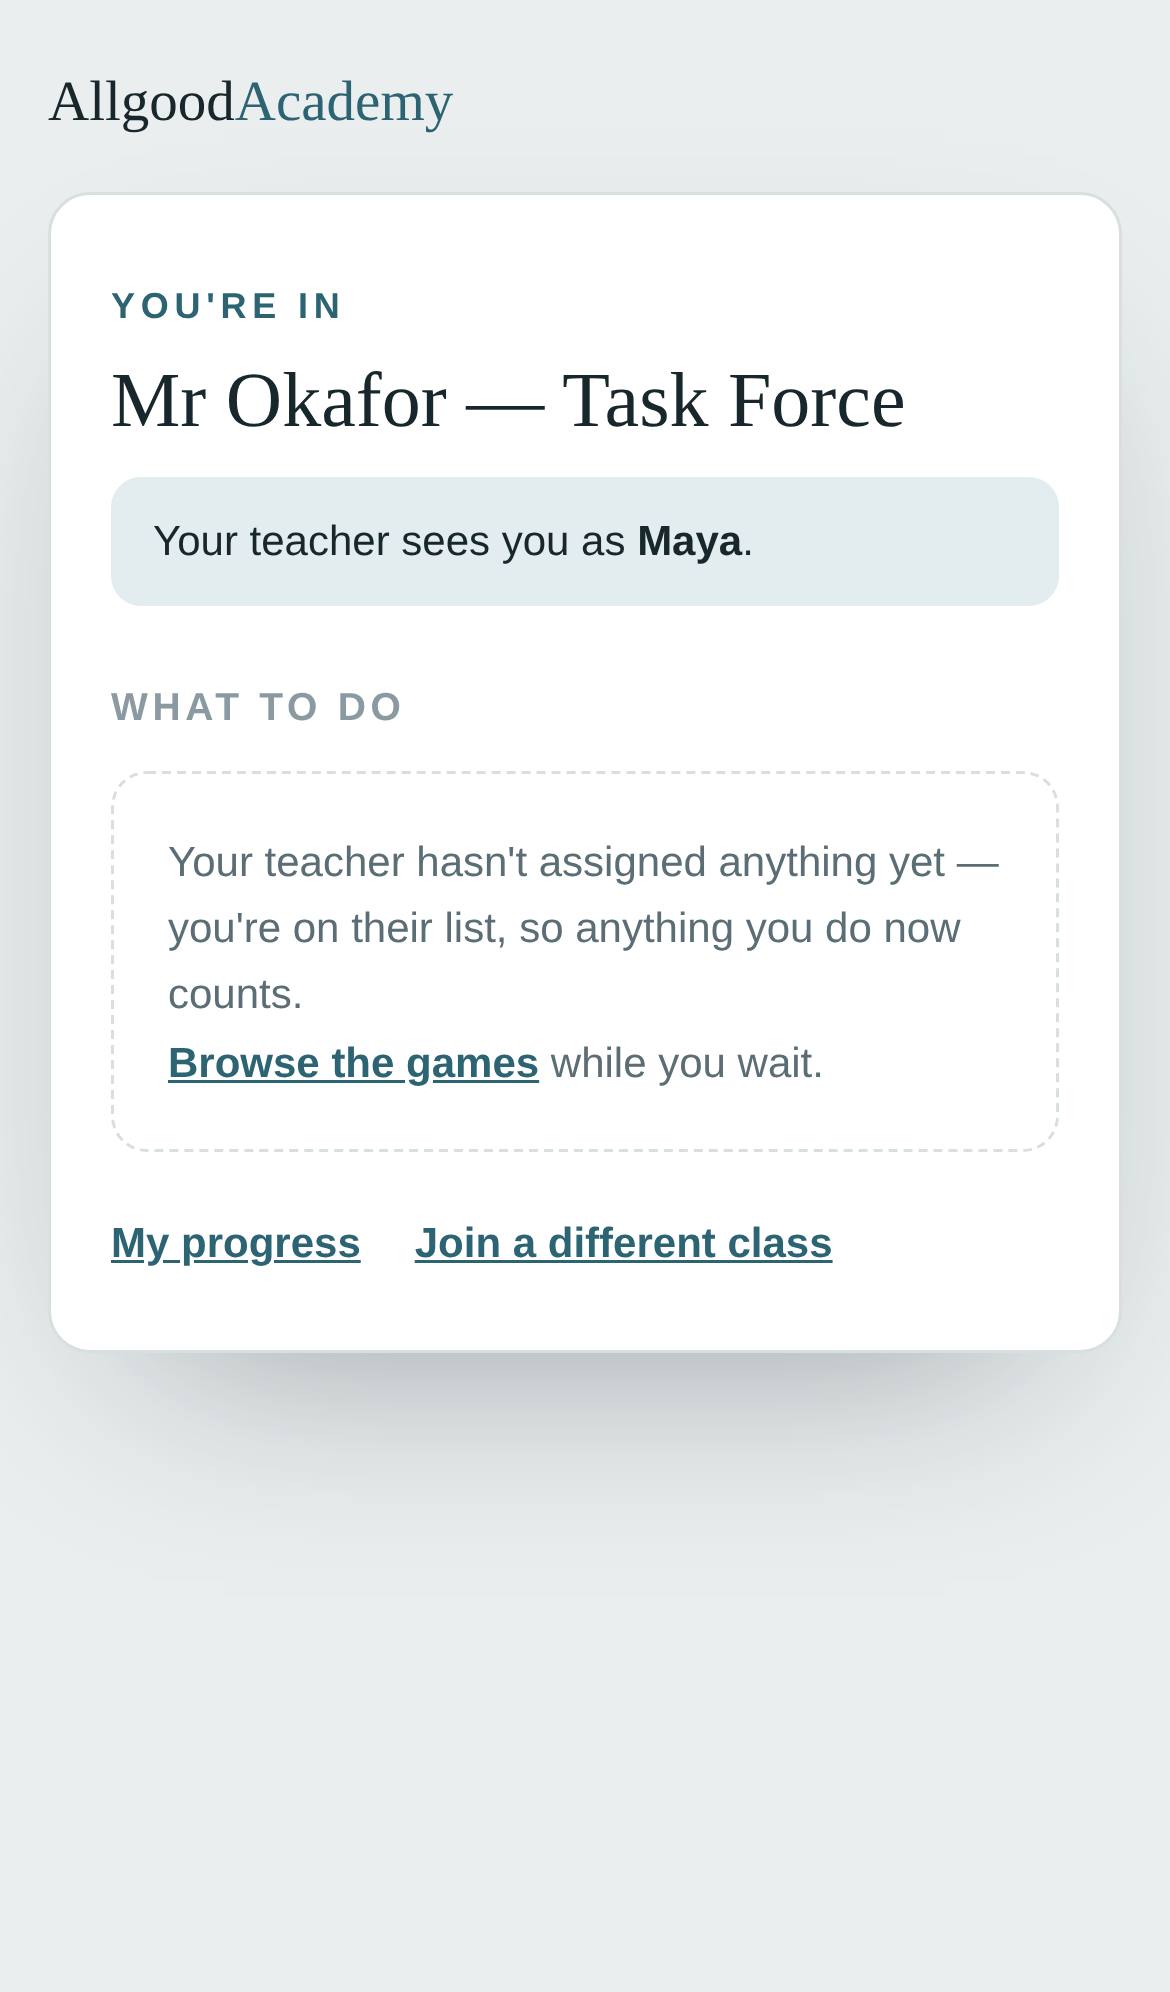 AllgoodAcademy
YOU'RE IN
Mr Okafor — Task Force
Your teacher sees you as Maya.
WHAT TO DO
Your teacher hasn't assigned anything yet —
you're on their list, so anything you do now
counts.
Browse the games while you wait.
My progress Join a different class